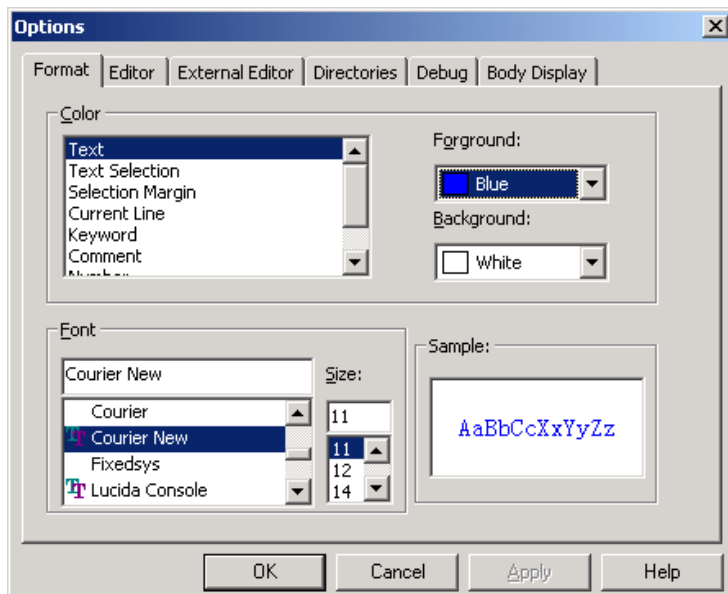 Options
Format Editor External Editor Directories Debug Body Display
Color
Text
Text Selection
Selection Margin
Current Line
Keyword
Comment
Forground:
Blue
Background:
White
Font
Courier New
Courier
Courier New
Fixedsys
Lucida Console
Size:
11
11
12
14
Sample:
AaBbCcXxYyZz
OK Cancel Apply Help